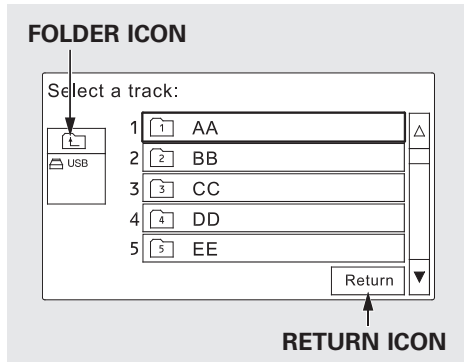 FOLDER ICON
Select a track:
1 1 AA
USB
2 2 BB
3 3 CC
4 4 DD
5 5 EE
Return
RETURN ICON